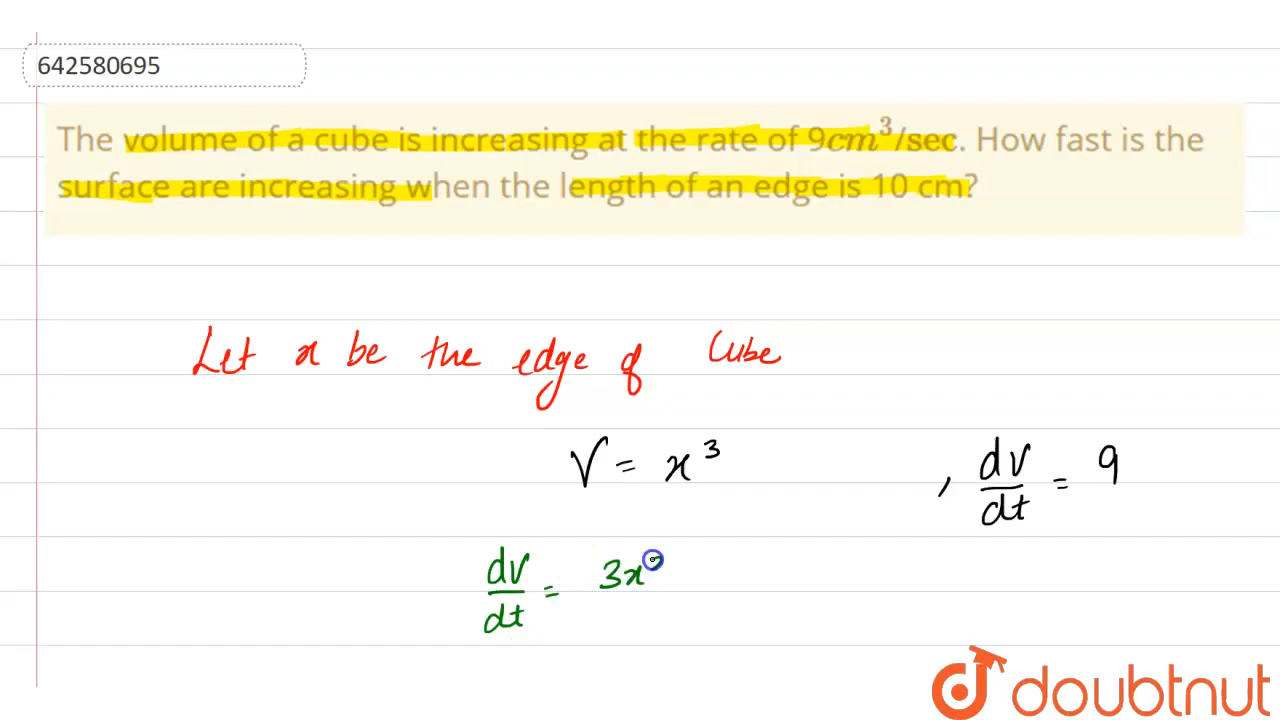 642580695
The volume of a cube is increasing at the rate of 9cm³/sec. How fast is the
surface are increasing when the length of an edge is 10 cm?
Let x be the edge of Cube
V = x³ , dV/dt = 9
dV/dt = 3x²
doubtnut